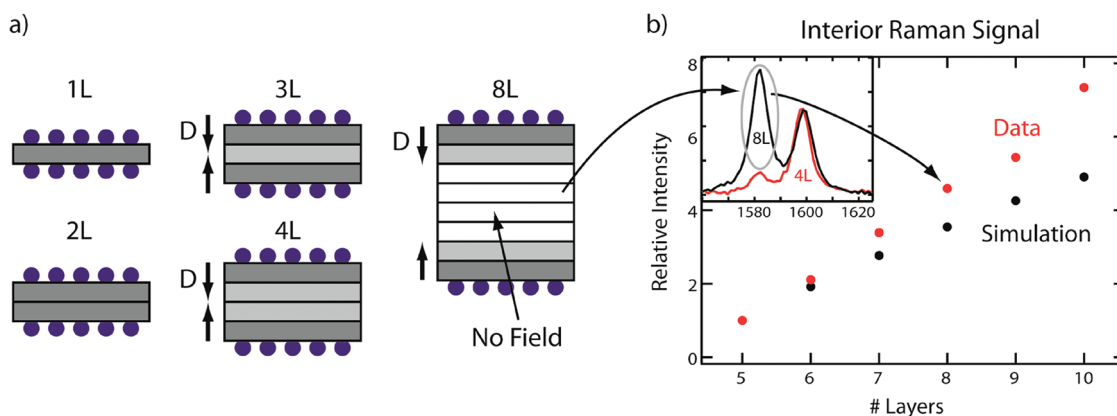 a)
1L
3L
8L
D
D
2L
4L
D
No Field
b)
Interior Raman Signal
Relative Intensity
8
6
4
2
0
8L
4L
1580
1600
1620
Data
Simulation
5
6
7
8
9
10
# Layers